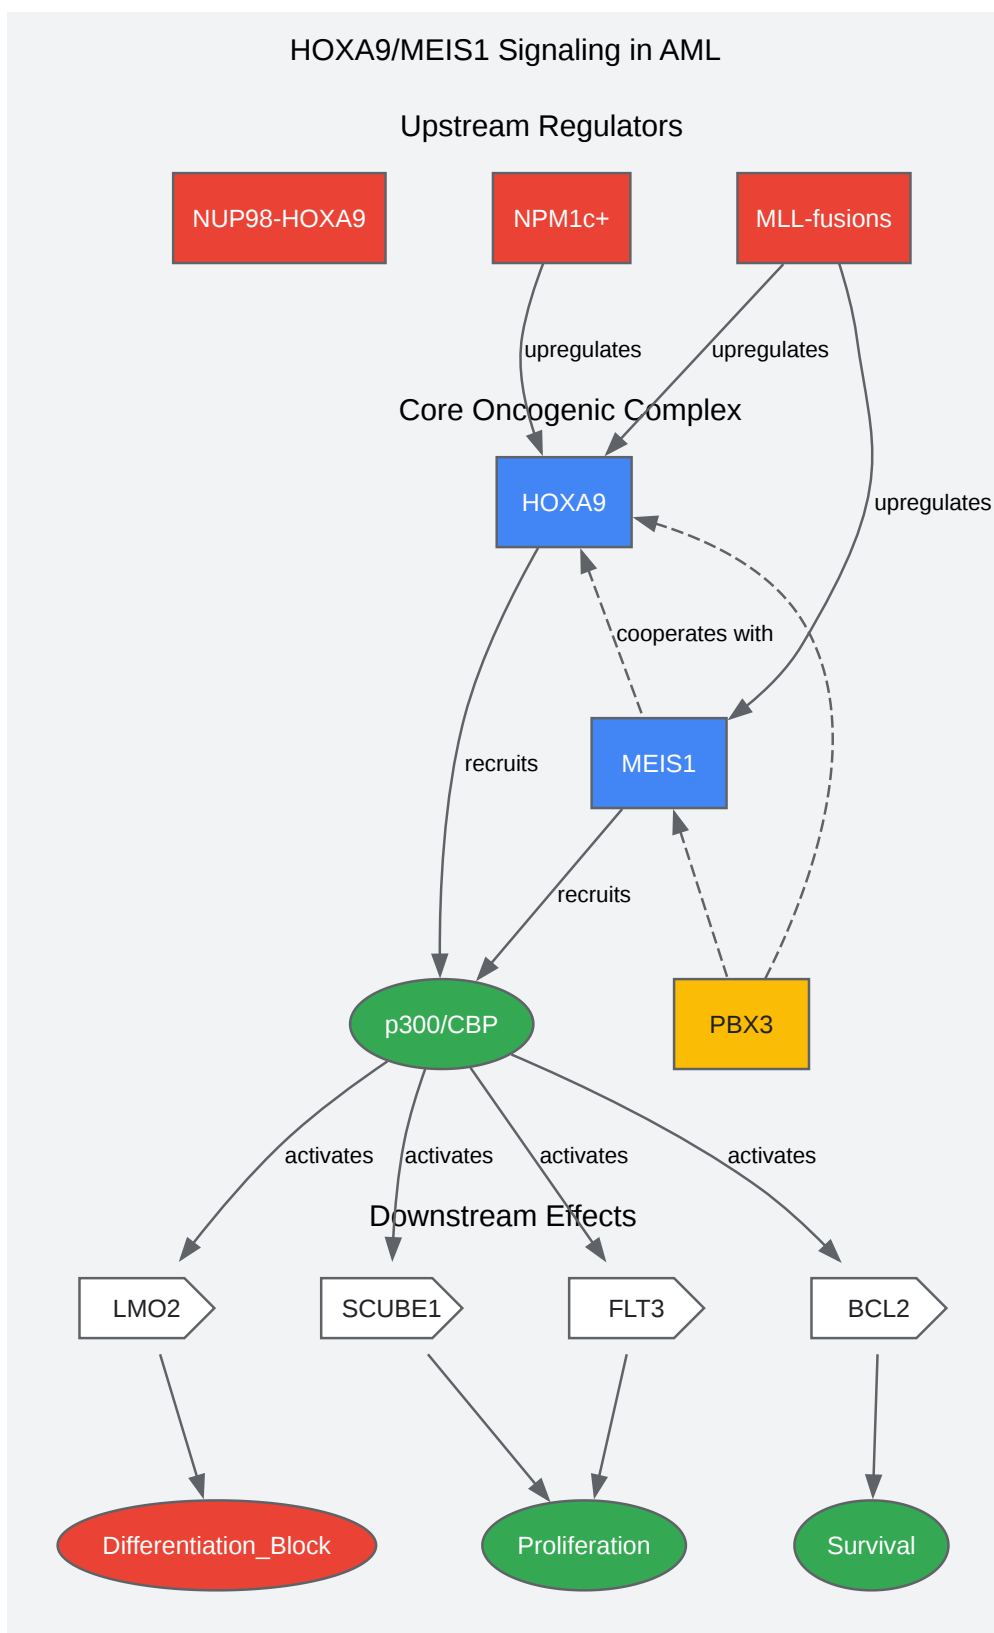 HOXA9/MEIS1 Signaling in AML
Upstream Regulators
NUP98-HOXA9
NPM1c+
MLL-fusions
upregulates
upregulates
Core Oncogenic Complex
HOXA9
upregulates
cooperates with
recruits
MEIS1
recruits
p300/CBP
PBX3
activates
activates
activates
activates
Downstream Effects
LMO2
SCUBE1
FLT3
BCL2
Differentiation_Block
Proliferation
Survival